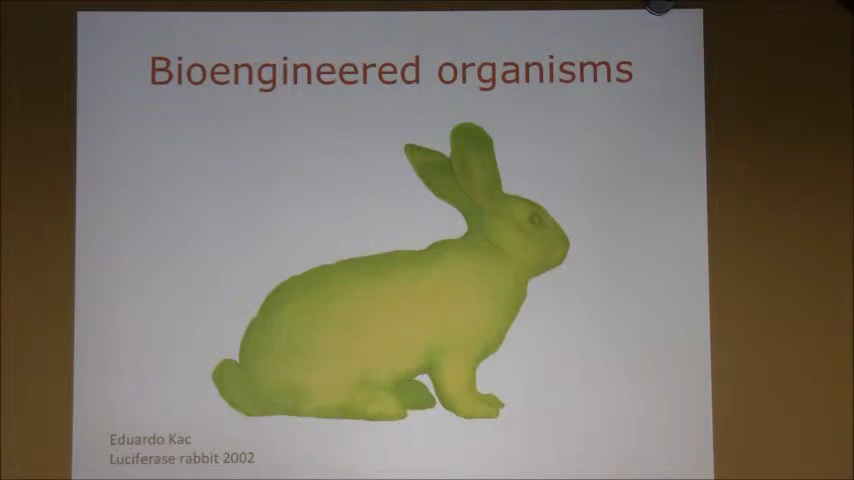 Bioengineered organisms
Eduardo Kac
Luciferase rabbit 2002